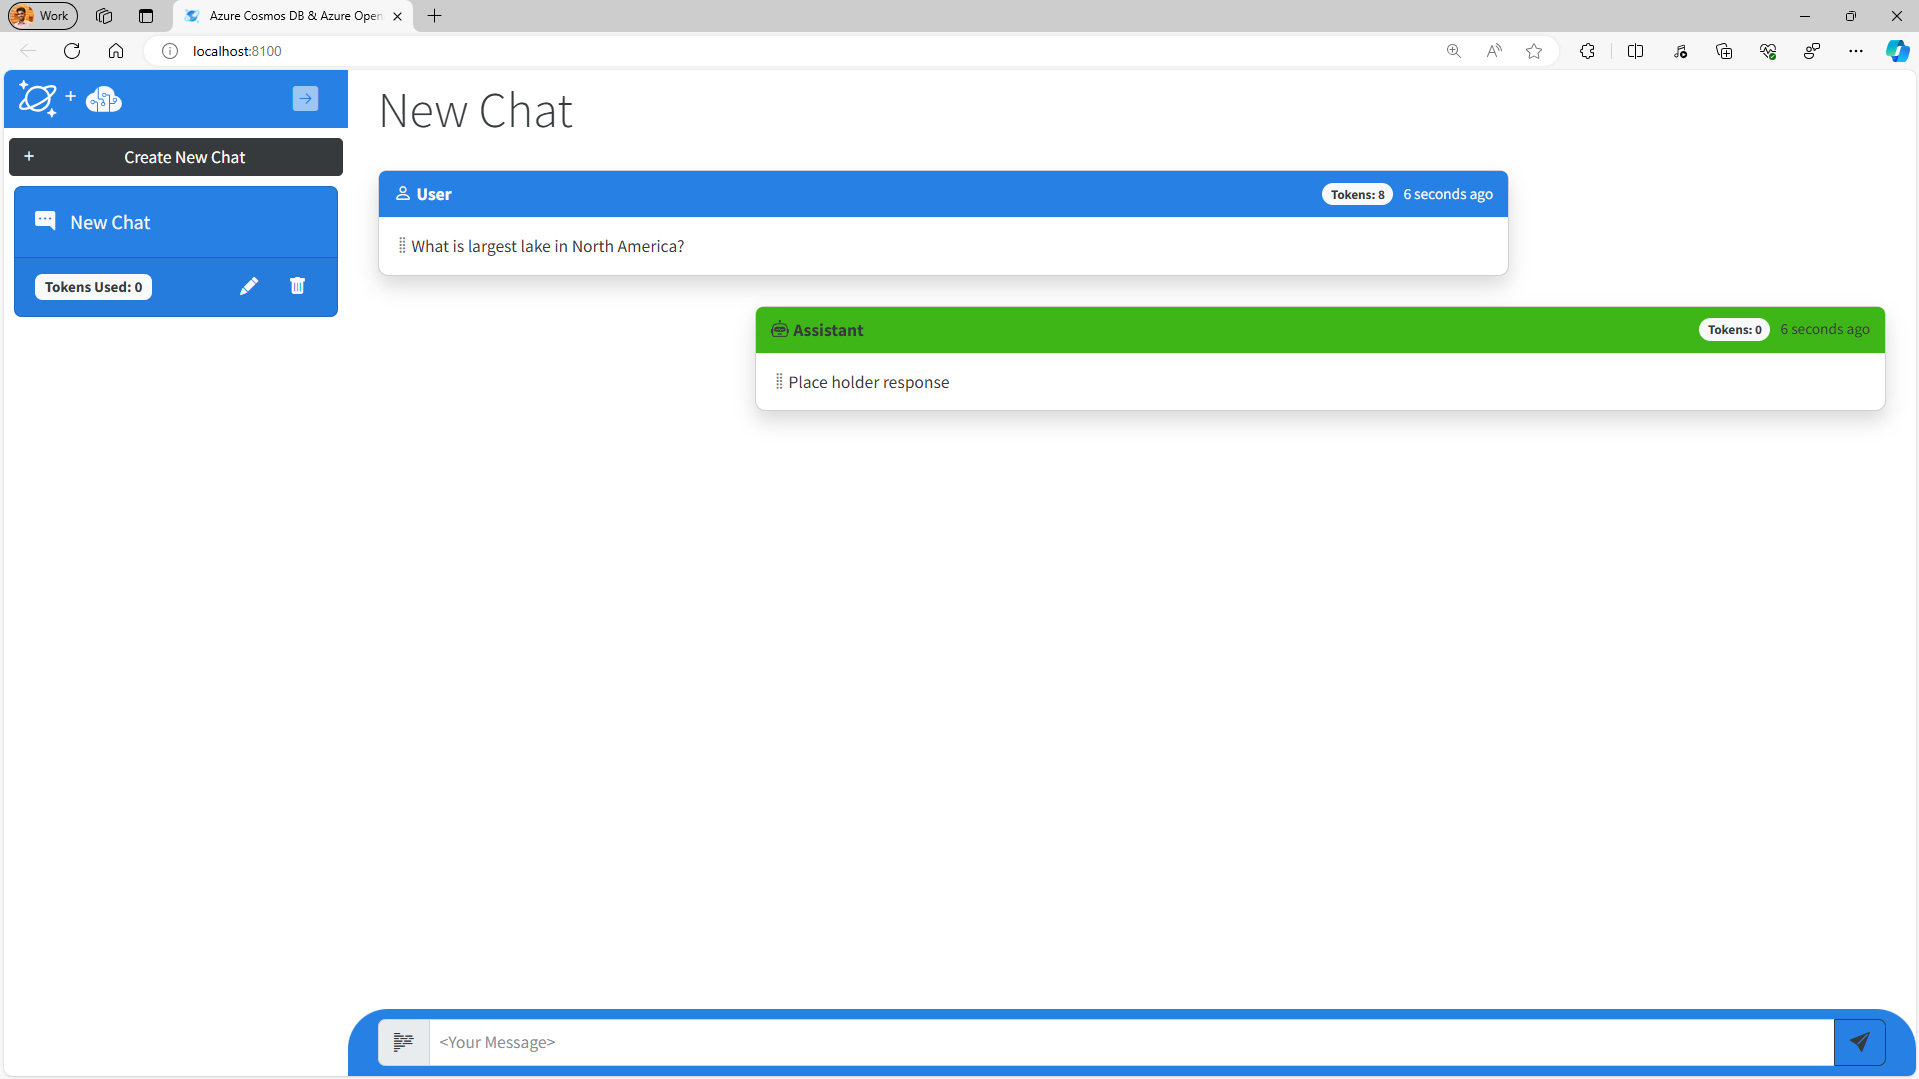 Work
Azure Cosmos DB & Azure Open
localhost:8100
+
Create New Chat
New Chat
Tokens Used: 0
New Chat
User
Tokens: 8
6 seconds ago
What is largest lake in North America?
Assistant
Tokens: 0
6 seconds ago
Place holder response
<Your Message>